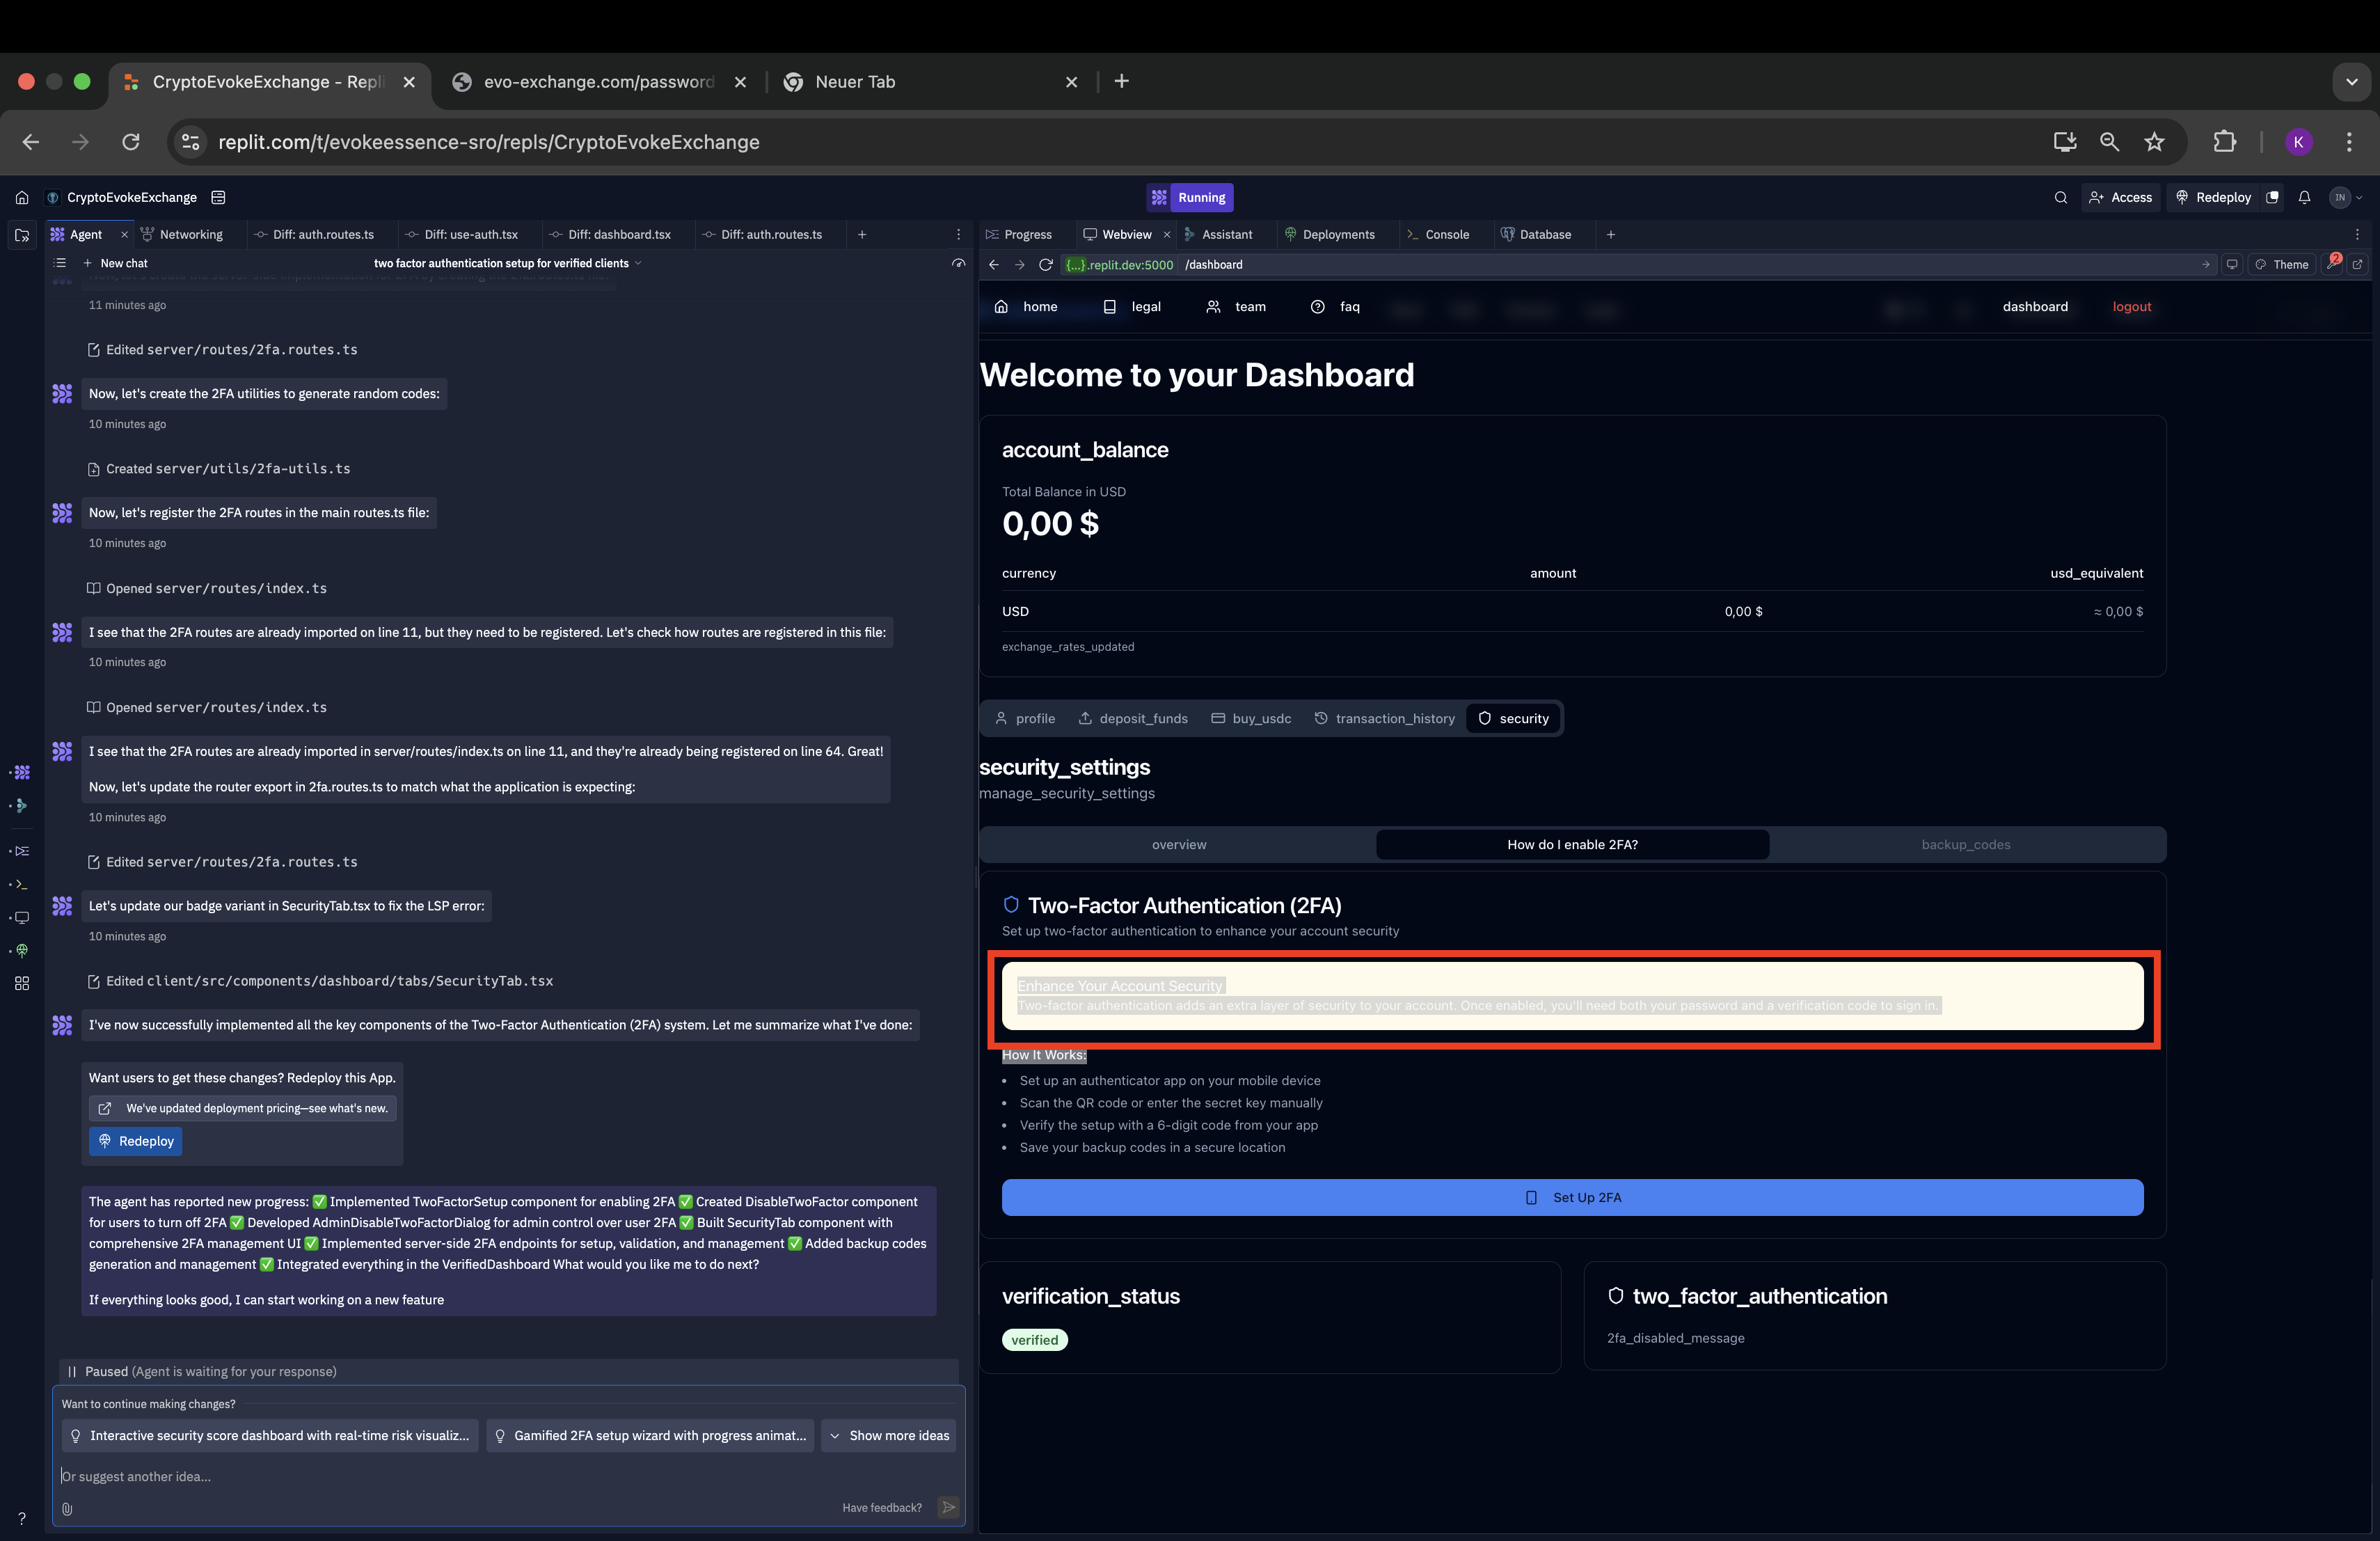 CryptoEvokeExchange - Repli
evo-exchange.com/password
Neuer Tab
replit.com/t/evokeessence-sro/repls/CryptoEvokeExchange
K
CryptoEvokeExchange
Running
Access
Redeploy
IN
Agent
Networking
Diff: auth.routes.ts
Diff: use-auth.tsx
Diff: dashboard.tsx
Diff: auth.routes.ts
New chat
two factor authentication setup for verified clients
11 minutes ago
Edited server/routes/2fa.routes.ts
Now, let's create the 2FA utilities to generate random codes:
10 minutes ago
Created server/utils/2fa-utils.ts
Now, let's register the 2FA routes in the main routes.ts file:
10 minutes ago
Opened server/routes/index.ts
I see that the 2FA routes are already imported on line 11, but they need to be registered. Let's check how routes are registered in this file:
10 minutes ago
Opened server/routes/index.ts
I see that the 2FA routes are already imported in server/routes/index.ts on line 11, and they're already being registered on line 64. Great!
Now, let's update the router export in 2fa.routes.ts to match what the application is expecting:
10 minutes ago
Edited server/routes/2fa.routes.ts
Let's update our badge variant in SecurityTab.tsx to fix the LSP error:
10 minutes ago
Edited client/src/components/dashboard/tabs/SecurityTab.tsx
I've now successfully implemented all the key components of the Two-Factor Authentication (2FA) system. Let me summarize what I've done:
Want users to get these changes? Redeploy this App.
We've updated deployment pricing—see what's new.
Redeploy
The agent has reported new progress: ✅ Implemented TwoFactorSetup component for enabling 2FA ✅ Created DisableTwoFactor component
for users to turn off 2FA ✅ Developed AdminDisableTwoFactorDialog for admin control over user 2FA ✅ Built SecurityTab component with
comprehensive 2FA management UI ✅ Implemented server-side 2FA endpoints for setup, validation, and management ✅ Added backup codes
generation and management ✅ Integrated everything in the VerifiedDashboard What would you like me to do next?
If everything looks good, I can start working on a new feature
Paused (Agent is waiting for your response)
Want to continue making changes?
Interactive security score dashboard with real-time risk visualiz...
Gamified 2FA setup wizard with progress animat...
Show more ideas
Or suggest another idea...
Have feedback?
?
Progress
Webview
Assistant
Deployments
Console
Database
{...}.replit.dev:5000
/dashboard
Theme
2
home
legal
team
faq
dashboard
logout
Welcome to your Dashboard
account_balance
Total Balance in USD
0,00 $
currency amount usd_equivalent
USD 0,00 $ ≈ 0,00 $
exchange_rates_updated
profile
deposit_funds
buy_usdc
transaction_history
security
security_settings
manage_security_settings
overview
How do I enable 2FA?
backup_codes
Two-Factor Authentication (2FA)
Set up two-factor authentication to enhance your account security
Enhance Your Account Security
Two-factor authentication adds an extra layer of security to your account. Once enabled, you'll need both your password and a verification code to sign in.
How It Works:
• Set up an authenticator app on your mobile device
• Scan the QR code or enter the secret key manually
• Verify the setup with a 6-digit code from your app
• Save your backup codes in a secure location
Set Up 2FA
verification_status
verified
two_factor_authentication
2fa_disabled_message